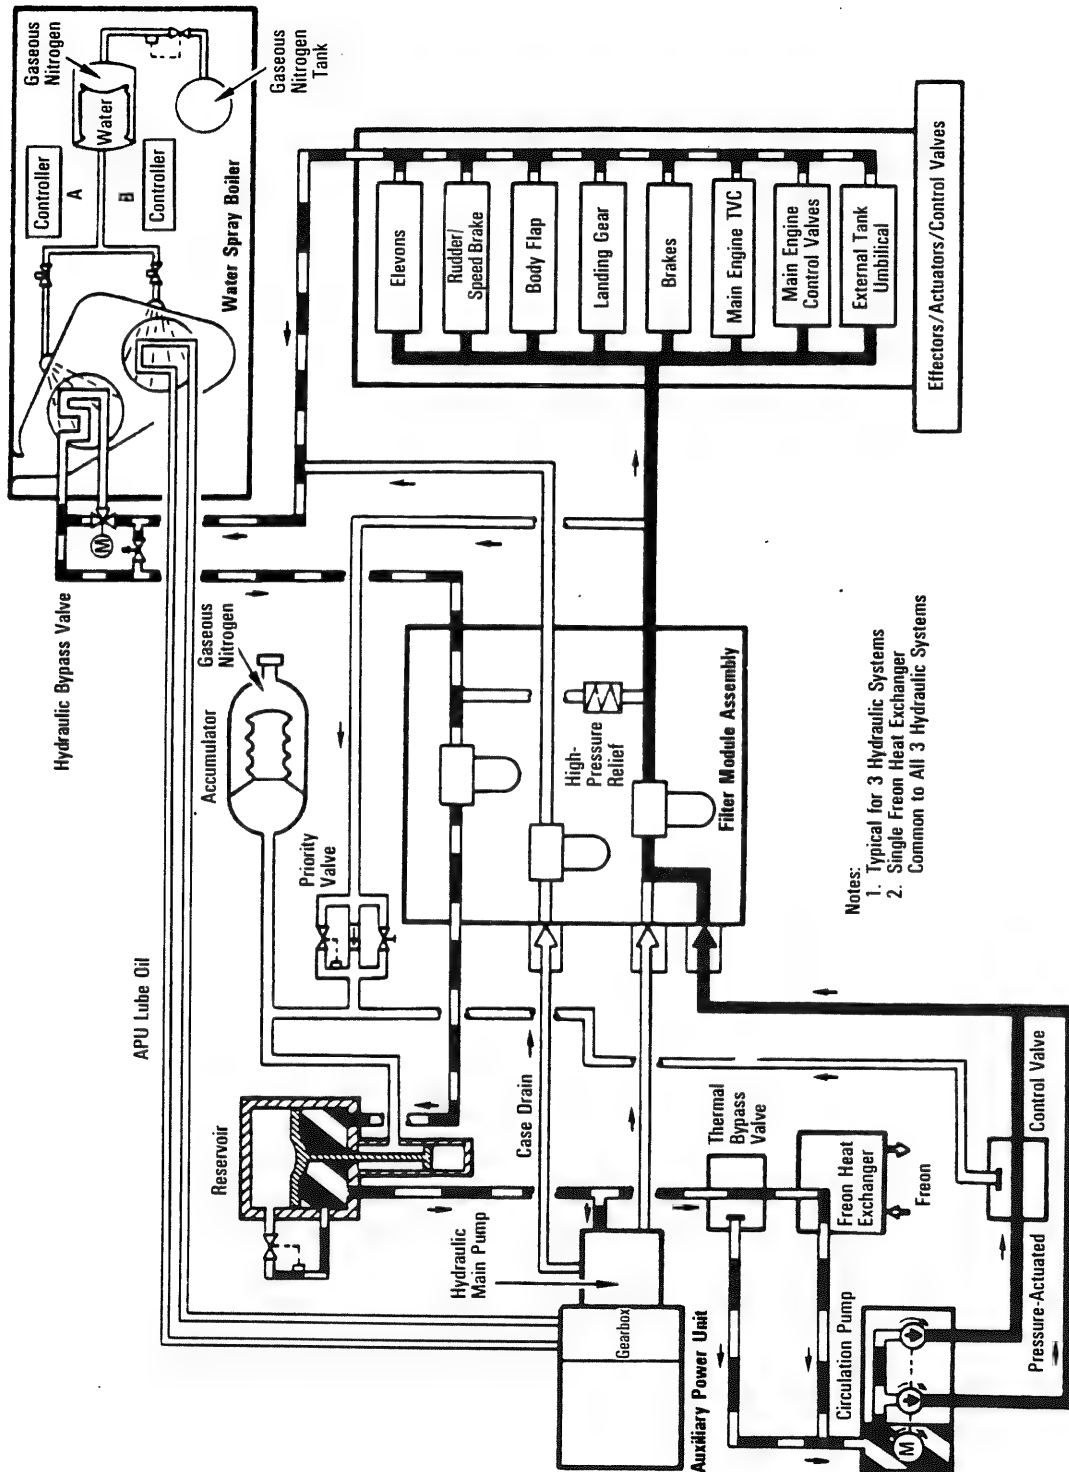 Gaseous
Nitrogen
Gaseous
Nitrogen
Tank
Water
Controller
A
B
Controller
Water Spray Boiler
Elevons
Rudder/
Speed Brake
Body Flap
Landing Gear
Brakes
Main Engine TVC
Main Engine
Control Valves
External Tank
Umbilical
Effectors/Actuators/Control Valves
M
Hydraulic Bypass Valve
Gaseous
Nitrogen
Accumulator
Priority
Valve
High-
Pressure
Relief
Filter Module Assembly
Notes:
1. Typical for 3 Hydraulic Systems
2. Single Freon Heat Exchanger
Common to All 3 Hydraulic Systems
APU Lube Oil
Reservoir
Case Drain
Hydraulic
Main Pump
Gearbox
Auxiliary Power Unit
Thermal
Bypass
Valve
Freon Heat
Exchanger
Freon
Circulation Pump
M
Pressure-Actuated
Control Valve